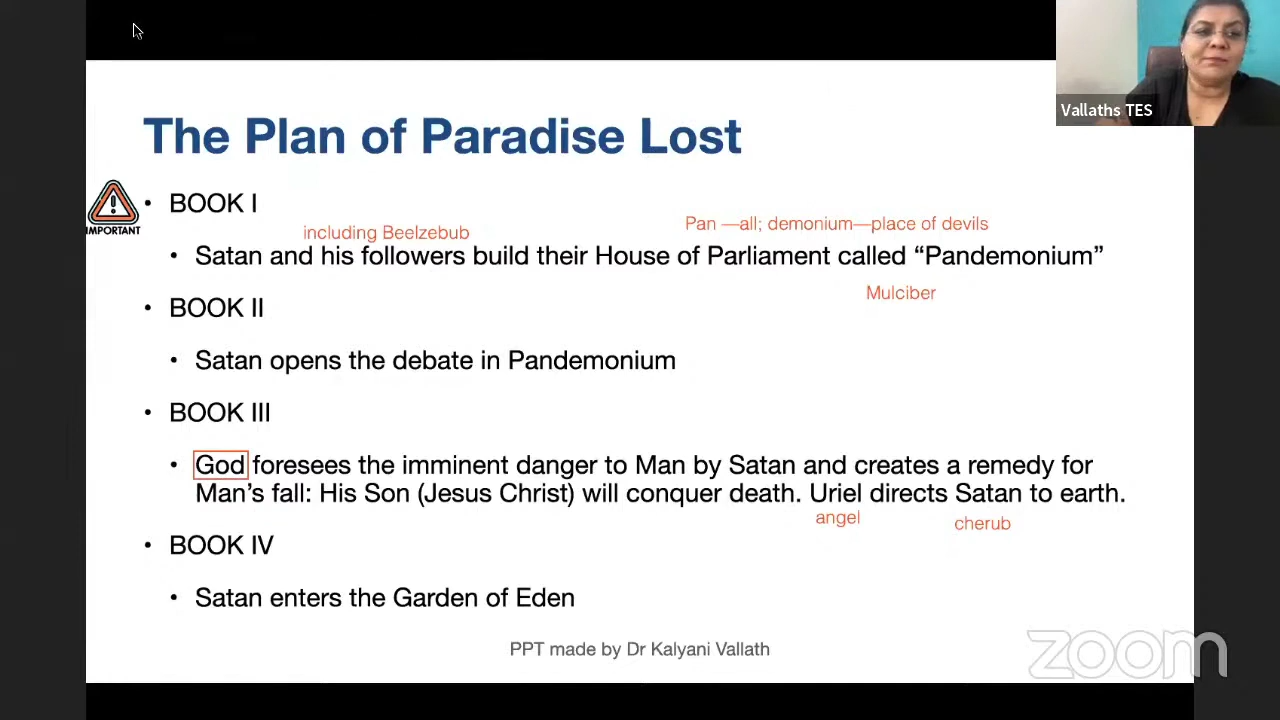 Vallaths TES
The Plan of Paradise Lost
IMPORTANT
• BOOK I
including Beelzebub
Pan —all; demonium—place of devils
• Satan and his followers build their House of Parliament called “Pandemonium”
Mulciber
• BOOK II
• Satan opens the debate in Pandemonium
• BOOK III
• God foresees the imminent danger to Man by Satan and creates a remedy for
Man’s fall: His Son (Jesus Christ) will conquer death. Uriel directs Satan to earth.
angel
cherub
• BOOK IV
• Satan enters the Garden of Eden
PPT made by Dr Kalyani Vallath
zoom